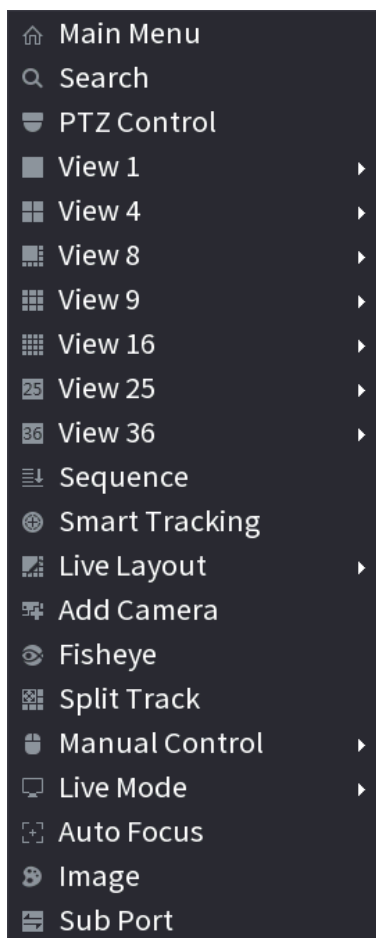 Main Menu
Search
PTZ Control
View 1
View 4
View 8
View 9
View 16
25 View 25
36 View 36
Sequence
Smart Tracking
Live Layout
Add Camera
Fisheye
Split Track
Manual Control
Live Mode
Auto Focus
Image
Sub Port